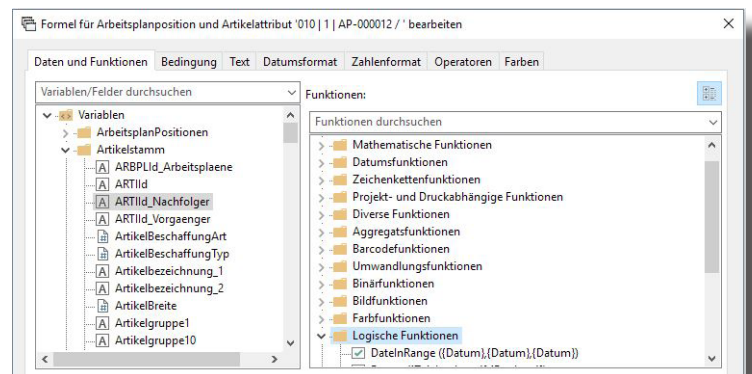 Formel für Arbeitsplanposition und Artikelattribut '010 | 1 | AP-000012 / ' bearbeiten
Daten und Funktionen Bedingung Text Datumsformat Zahlenformat Operatoren Farben
Variablen/Felder durchsuchen
Variablen
ArbeitsplanPositionen
Artikelstamm
ARBPLId_Arbeitsplaene
ARTIId
ARTIId_Nachfolger
ARTIId_Vorgaenger
ArtikelBeschaffungArt
ArtikelBeschaffungTyp
Artikelbezeichnung_1
Artikelbezeichnung_2
ArtikelBreite
Artikelgruppe1
Artikelgruppe10
Funktionen:
Funktionen durchsuchen
Mathematische Funktionen
Datumsfunktionen
Zeichenkettenfunktionen
Projekt- und Druckabhängige Funktionen
Diverse Funktionen
Aggregatsfunktionen
Barcodefunktionen
Umwandlungsfunktionen
Binärfunktionen
Bildfunktionen
Farbfunktionen
Logische Funktionen
DateInRange ({Datum},{Datum},{Datum})